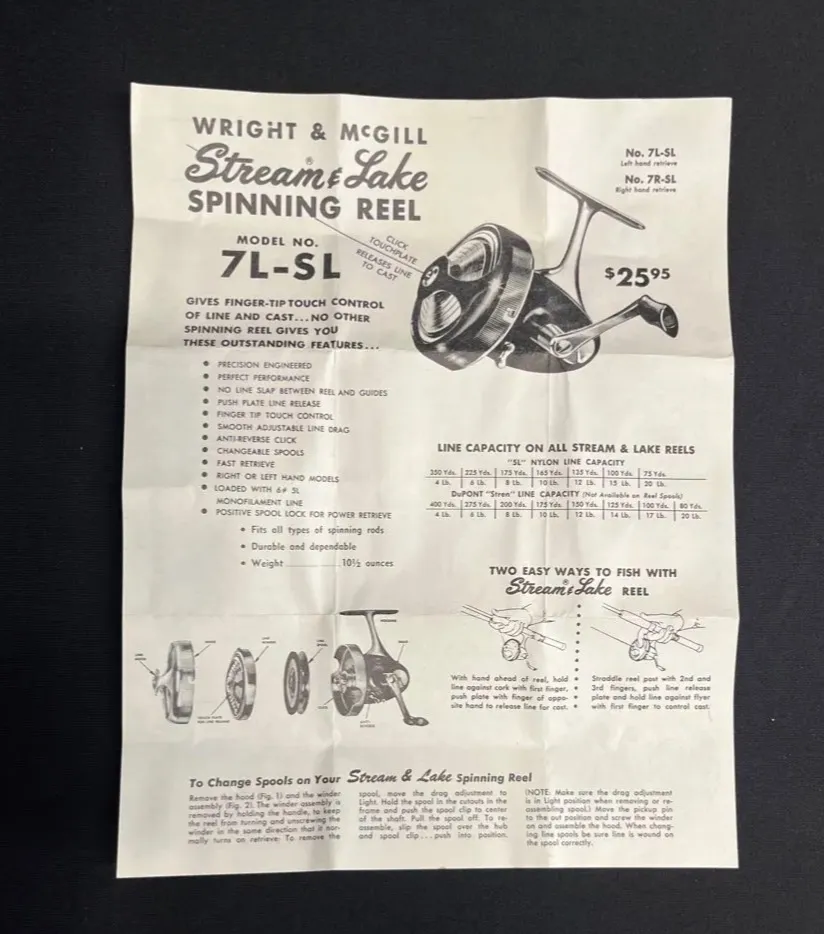 WRIGHT & McGILL
Stream & Lake®
SPINNING REEL
MODEL NO.
7L-SL
CLICK
TOUCHPLATE
RELEASES LINE
TO CAST
No. 7L-SL
Left hand retrieve
No. 7R-SL
Right hand retrieve
$25.95
GIVES FINGER-TIP TOUCH CONTROL
OF LINE AND CAST...NO OTHER
SPINNING REEL GIVES YOU
THESE OUTSTANDING FEATURES...
• PRECISION ENGINEERED
• PERFECT PERFORMANCE
• NO LINE SLAP BETWEEN REEL AND GUIDES
• PUSH PLATE LINE RELEASE
• FINGER TIP TOUCH CONTROL
• SMOOTH ADJUSTABLE LINE DRAG
• ANTI-REVERSE CLICK
• CHANGEABLE SPOOLS
• FAST RETRIEVE
• RIGHT OR LEFT HAND MODELS
• LOADED WITH 6# SL
MONOFILAMENT LINE
• POSITIVE SPOOL LOCK FOR POWER RETRIEVE
• Fits all types of spinning rods
• Durable and dependable
• Weight 10½ ounces
LINE CAPACITY ON ALL STREAM & LAKE REELS
"SL" NYLON LINE CAPACITY
350 Yds. 225 Yds. 175 Yds. 165 Yds. 135 Yds. 100 Yds. 75 Yds.
4 Lb. 6 Lb. 8 Lb. 10 Lb. 12 Lb. 15 Lb. 20 Lb.
DuPONT "Stren" LINE CAPACITY (Not Available on Reel Spools)
400 Yds. 275 Yds. 200 Yds. 175 Yds. 150 Yds. 125 Yds. 100 Yds. 80 Yds.
4 Lb. 6 Lb. 8 Lb. 10 Lb. 12 Lb. 14 Lb. 17 Lb. 20 Lb.
TWO EASY WAYS TO FISH WITH
Stream & Lake® REEL
With hand ahead of reel, hold
line against cork with first finger,
push plate with finger of oppo-
site hand to release line for cast.
Straddle reel post with 2nd and
3rd fingers, push line release
plate and hold line against flyer
with first finger to control cast.
To Change Spools on Your Stream & Lake Spinning Reel
Remove the hood (Fig. 1) and the winder
assembly (Fig. 2). The winder assembly is
removed by holding the handle, to keep
the reel from turning and unscrewing the
winder in the same direction that it nor-
mally turns on retrieve. To remove the
spool, move the drag adjustment to
Light. Hold the spool in the cutouts in the
frame and push the spool clip to center
of the shaft. Pull the spool off. To re-
assemble, slip the spool over the hub
and spool clip...push into position.
(NOTE: Make sure the drag adjustment
is in Light position when removing or re-
assembling spool.) Move the pickup pin
to the out position and screw the winder
on and assemble the hood. When chang-
ing line spools be sure line is wound on
the spool correctly.